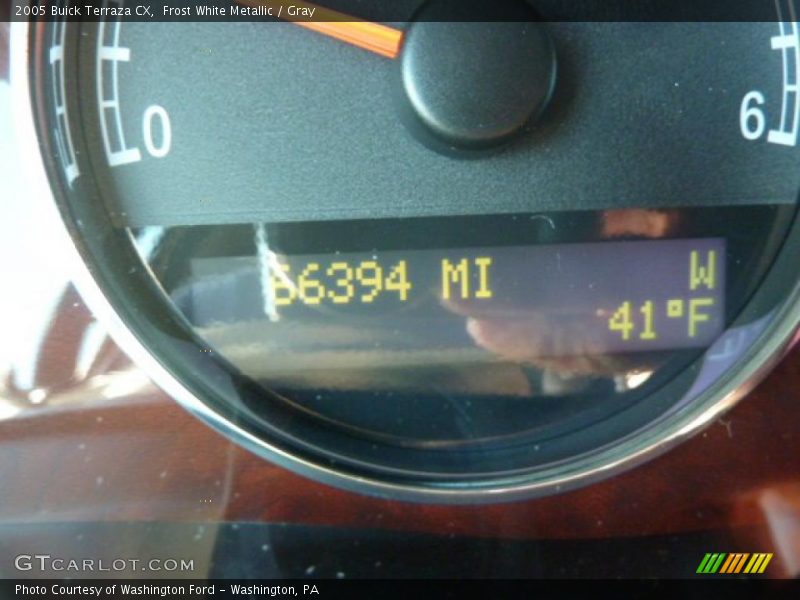 2005 Buick Terraza CX,  Frost White Metallic / Gray
0
6
MI W
41°F
GTCARLOT.COM
Photo Courtesy of Washington Ford - Washington, PA